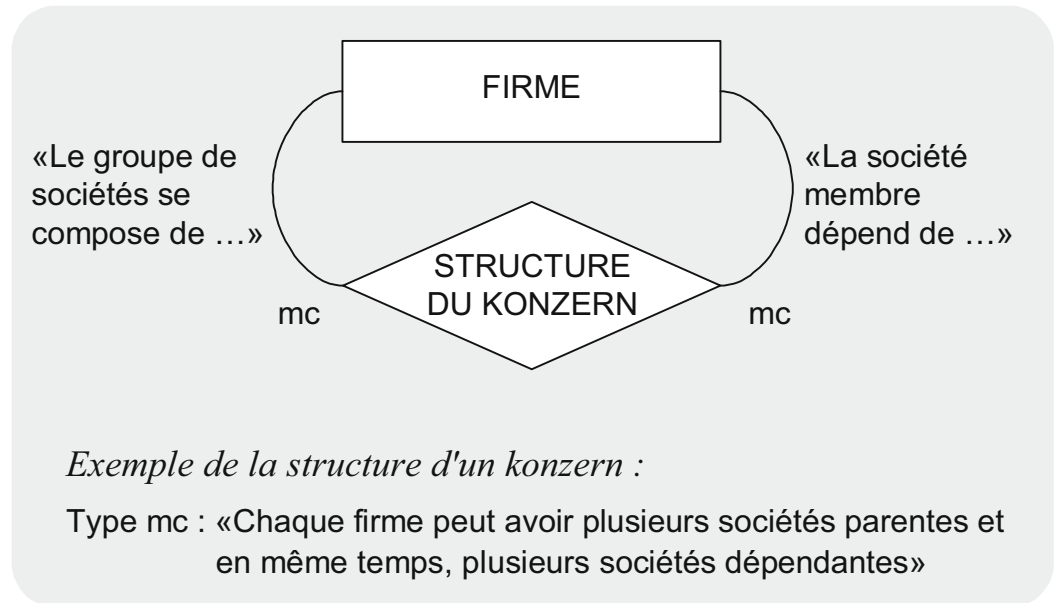 FIRME
«Le groupe de
sociétés se
compose de …»
«La société
membre
dépend de …»
STRUCTURE
DU KONZERN
mc
mc
Exemple de la structure d'un konzern :
Type mc : «Chaque firme peut avoir plusieurs sociétés parentes et
en même temps, plusieurs sociétés dépendantes»